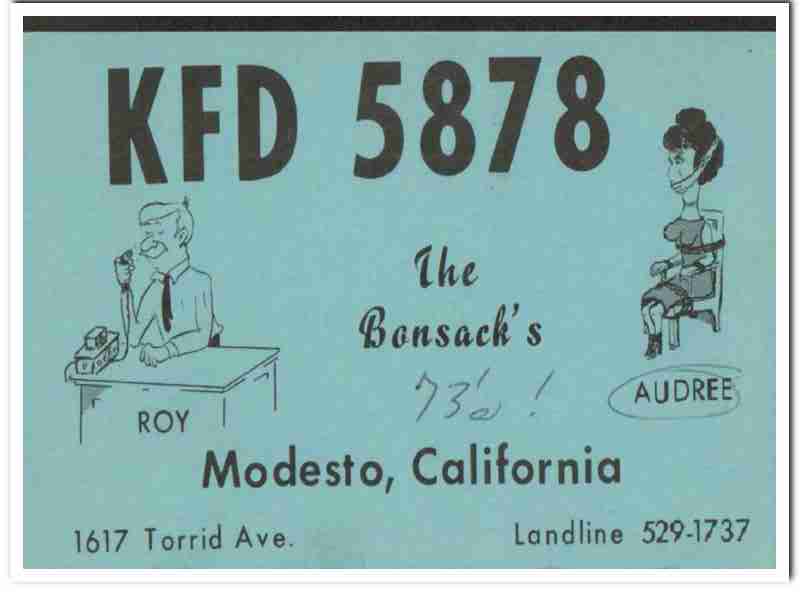 KFD 5878
The
Bonsack's
73's!
ROY
AUDREE
Modesto, California
1617 Torrid Ave.
Landline 529-1737